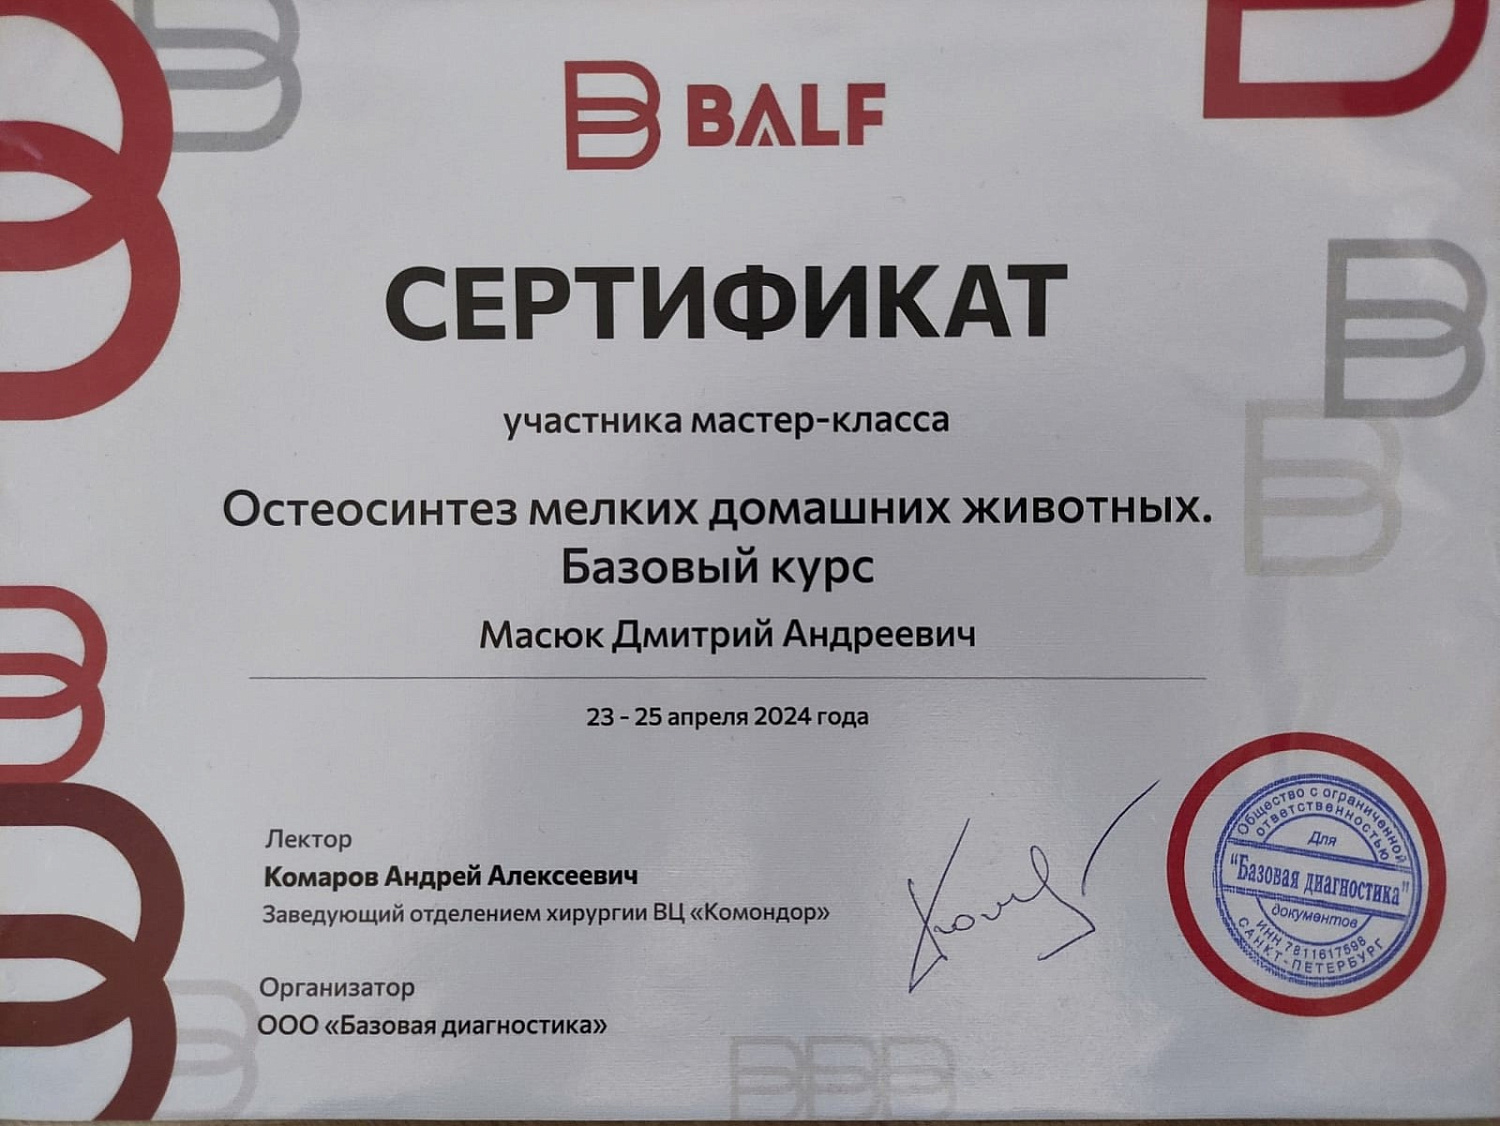 BALF
СЕРТИФИКАТ
участника мастер-класса
Остеосинтез мелких домашних животных.
Базовый курс
Масюк Дмитрий Андреевич
23 - 25 апреля 2024 года
Лектор
Комаров Андрей Алексеевич
Заведующий отделением хирургии ВЦ «Комондор»
Организатор
ООО «Базовая диагностика»
Общество с ограниченной
ответственностью
Для
"Базовая диагностика"
документов
ИНН 7811617598
САНКТ-ПЕТЕРБУРГ